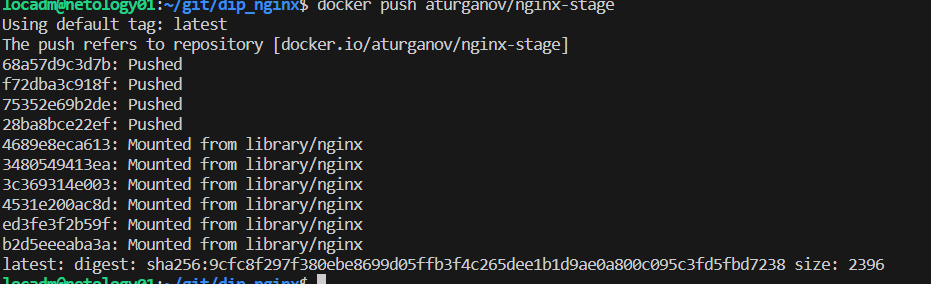 locadm@netology01:~/git/dip_nginx$ docker push aturganov/nginx-stage
Using default tag: latest
The push refers to repository [docker.io/aturganov/nginx-stage]
68a57d9c3d7b: Pushed
f72dba3c918f: Pushed
75352e69b2de: Pushed
28ba8bce22ef: Pushed
4689e8eca613: Mounted from library/nginx
3480549413ea: Mounted from library/nginx
3c369314e003: Mounted from library/nginx
4531e200ac8d: Mounted from library/nginx
ed3fe3f2b59f: Mounted from library/nginx
b2d5eeeaba3a: Mounted from library/nginx
latest: digest: sha256:9cfc8f297f380ebe8699d05ffb3f4c265dee1b1d9ae0a800c095c3fd5fbd7238 size: 2396
locadm@netology01:~/git/dip_nginx$